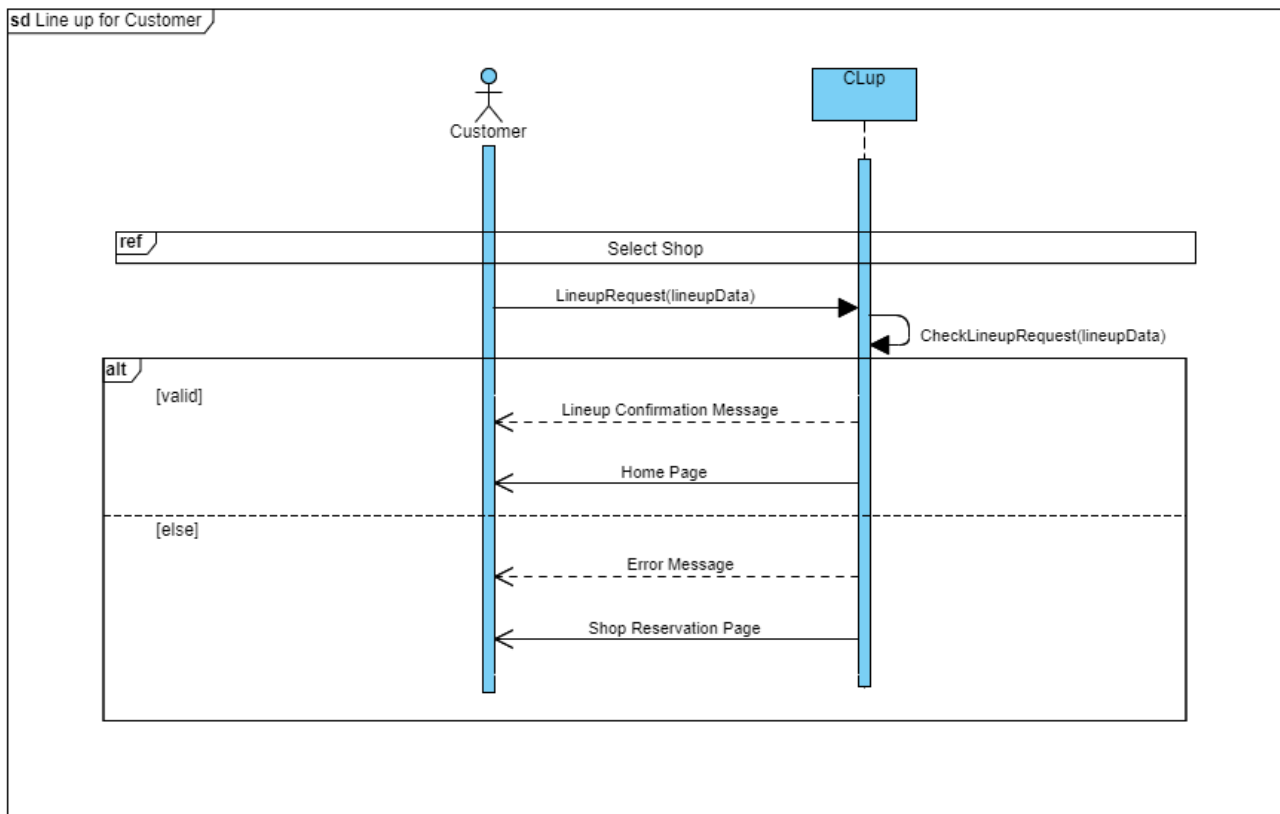 sd Line up for Customer
CLup
Customer
ref
Select Shop
LineupRequest(lineupData)
CheckLineupRequest(lineupData)
alt
[valid]
Lineup Confirmation Message
Home Page
[else]
Error Message
Shop Reservation Page